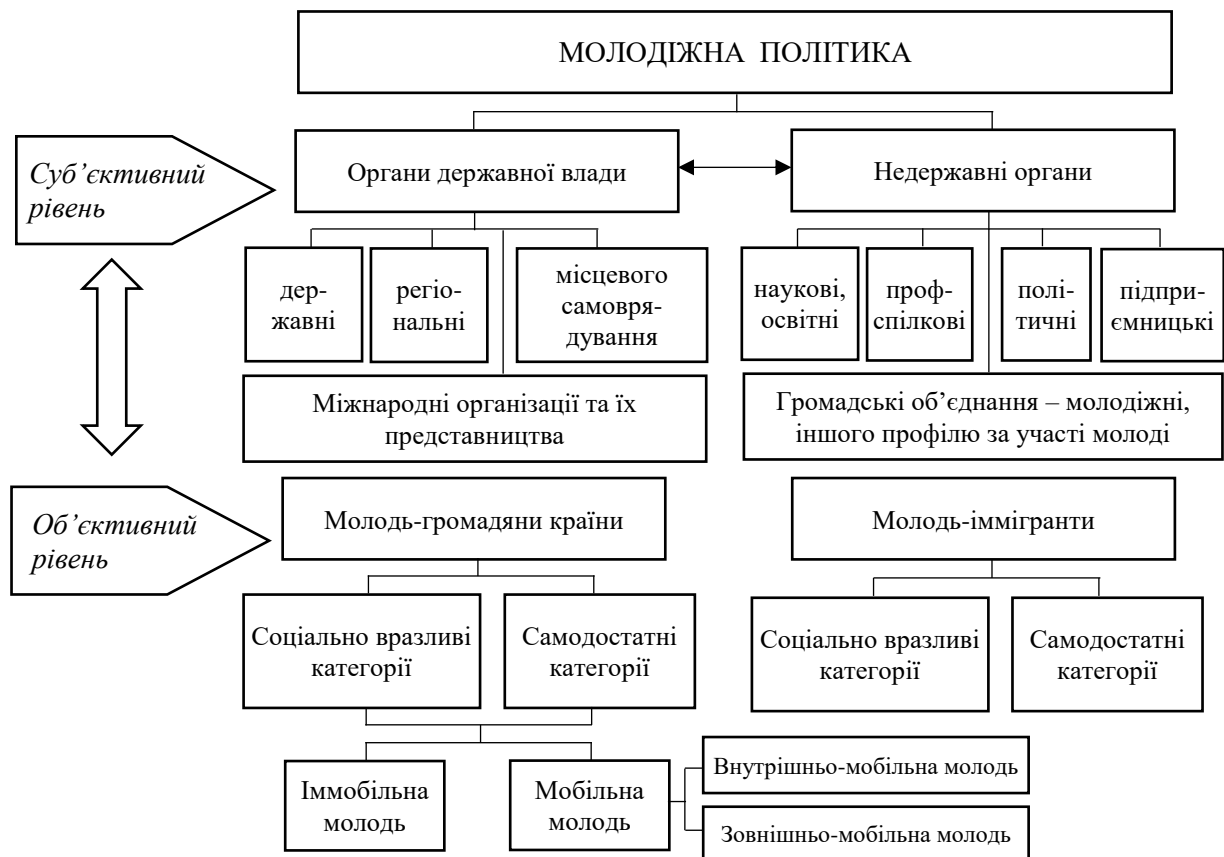 МОЛОДІЖНА ПОЛІТИКА
Суб’єктивний
рівень
Органи державної влади
Недержавні органи
дер-
жавні
регіо-
нальні
місцевого
самовря-
дування
наукові,
освітні
проф-
спілкові
полі-
тичні
підпри-
ємницькі
Міжнародні організації та їх
представництва
Громадські об’єднання – молодіжні,
іншого профілю за участі молоді
Об’єктивний
рівень
Молодь-громадяни країни
Молодь-іммігранти
Соціально вразливі
категорії
Самодостатні
категорії
Соціально вразливі
категорії
Самодостатні
категорії
Іммобільна
молодь
Мобільна
молодь
Внутрішньо-мобільна молодь
Зовнішньо-мобільна молодь